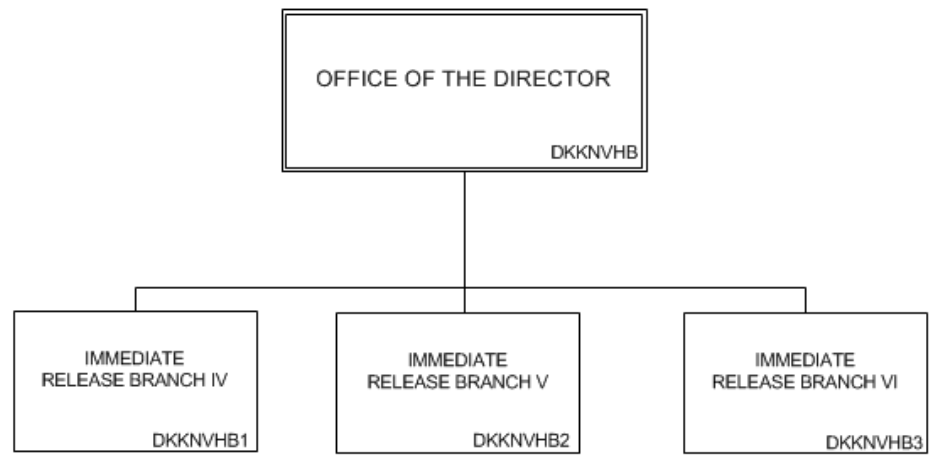 OFFICE OF THE DIRECTOR
DKKNVHB
IMMEDIATE
RELEASE BRANCH IV
DKKNVHB1
IMMEDIATE
RELEASE BRANCH V
DKKNVHB2
IMMEDIATE
RELEASE BRANCH VI
DKKNVHB3